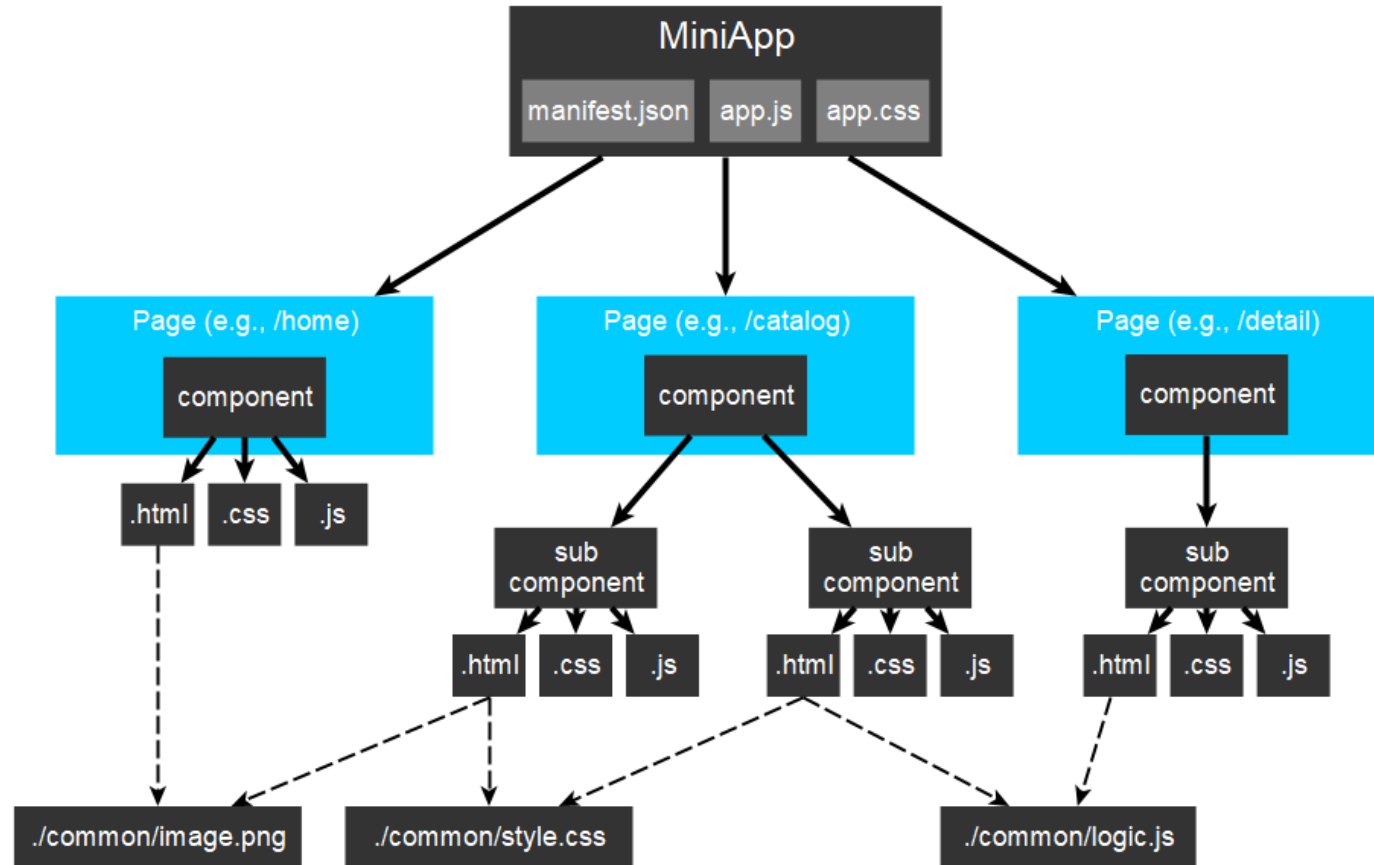 MiniApp
manifest.json
app.js
app.css
Page (e.g., /home)
Page (e.g., /catalog)
Page (e.g., /detail)
component
component
component
.html
.css
.js
sub
component
sub
component
sub
component
.html
.css
.js
.html
.css
.js
.html
.css
.js
./common/image.png
./common/style.css
./common/logic.js